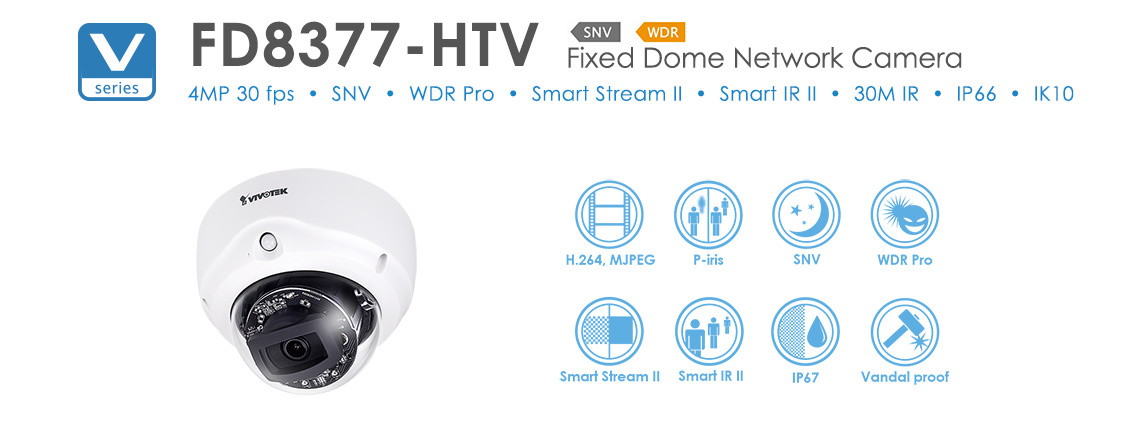 V
series
FD8377-HTV
SNV
WDR
Fixed Dome Network Camera
4MP 30 fps • SNV • WDR Pro • Smart Stream II • Smart IR II • 30M IR • IP66 • IK10
VIVOTEK
H.264, MJPEG
P-iris
SNV
WDR Pro
Smart Stream II
Smart IR II
IP67
Vandal proof